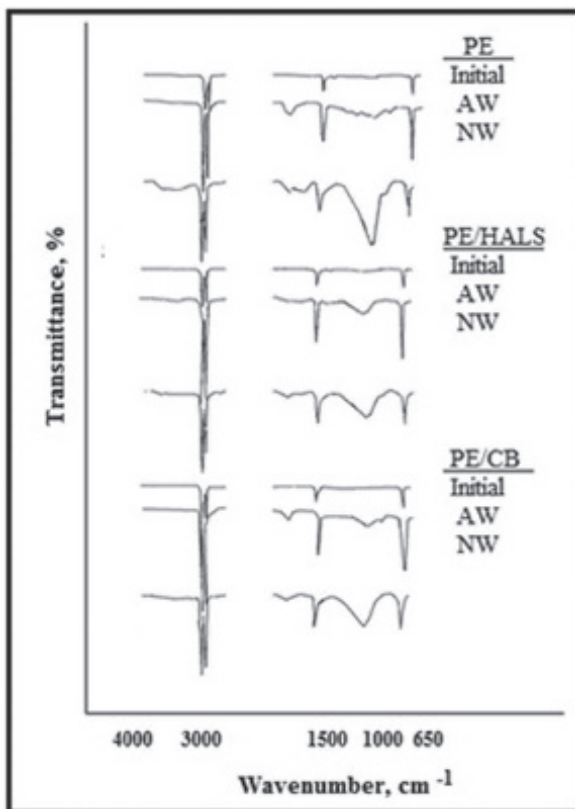 PE
Initial
AW
NW
PE/HALS
Initial
AW
NW
PE/CB
Initial
AW
NW
Transmittance, %
4000 3000 1500 1000 650
Wavenumber, cm -1